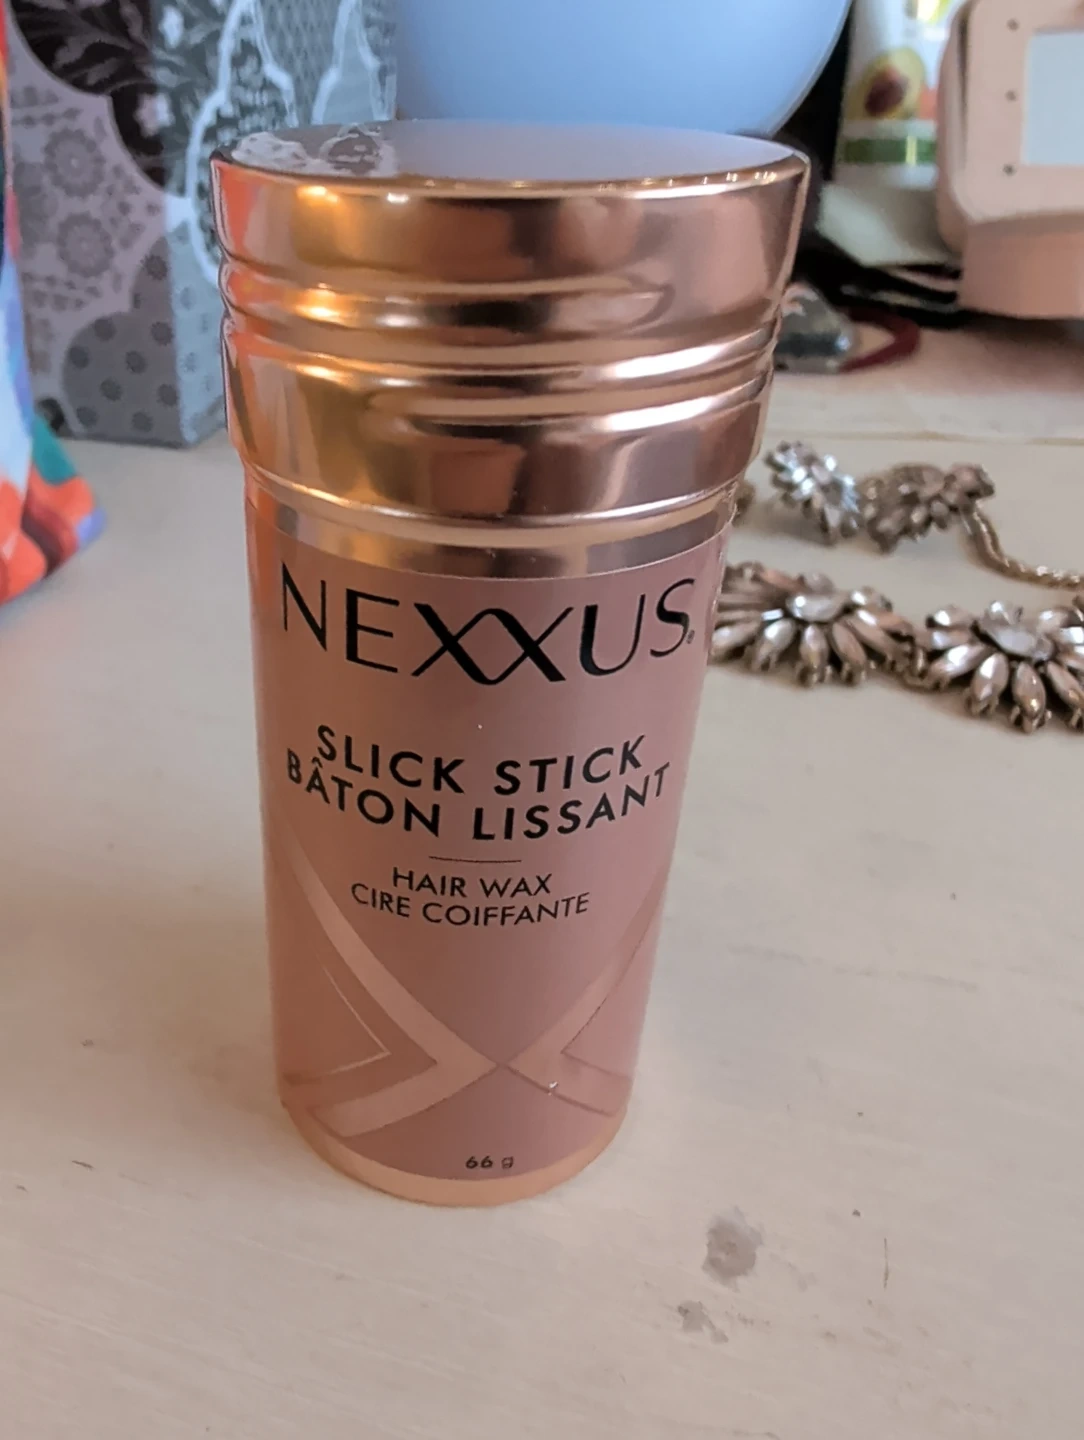 NEXXUS®
SLICK STICK
BÂTON LISSANT
HAIR WAX
CIRE COIFFANTE
66 g